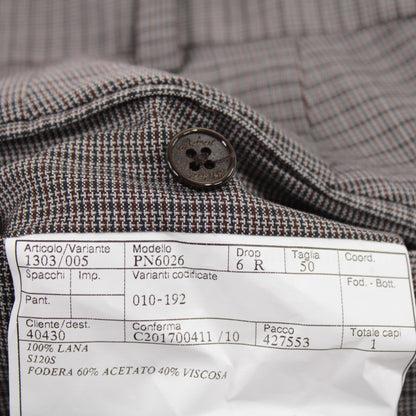 Articolo/Variante Modello Drop Taglia Coord.
1303/005 PN6026 6 R 50
Spacchi Imp. Varianti codificate Fod. - Bott.
Pant. 010-192
Cliente/dest. Conferma Pacco Totale capi
40430 C201700411 /10 427553 1
100% LANA
S120S
FODERA 60% ACETATO 40% VISCOSA